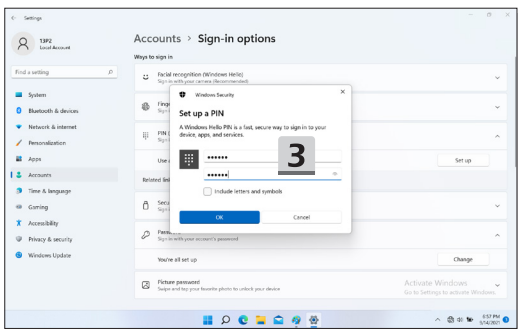 Settings
13P2
Local Account
Find a setting
System
Bluetooth & devices
Network & internet
Personalization
Apps
Accounts
Time & language
Gaming
Accessibility
Privacy & security
Windows Update
Accounts > Sign-in options
Ways to sign in
Facial recognition (Windows Hello)
Sign in with your camera (Recommended)
Windows Security
Set up a PIN
A Windows Hello PIN is a fast, secure way to sign in to your
device, apps, and services.
3
Include letters and symbols
OK
Cancel
PIN
Set up
Sign in with your account's password
You're all set up
Change
Picture password
Swipe and tap your favorite photo to unlock your device
Activate Windows
Go to Settings to activate Windows.
8:57 PM
5/14/2021